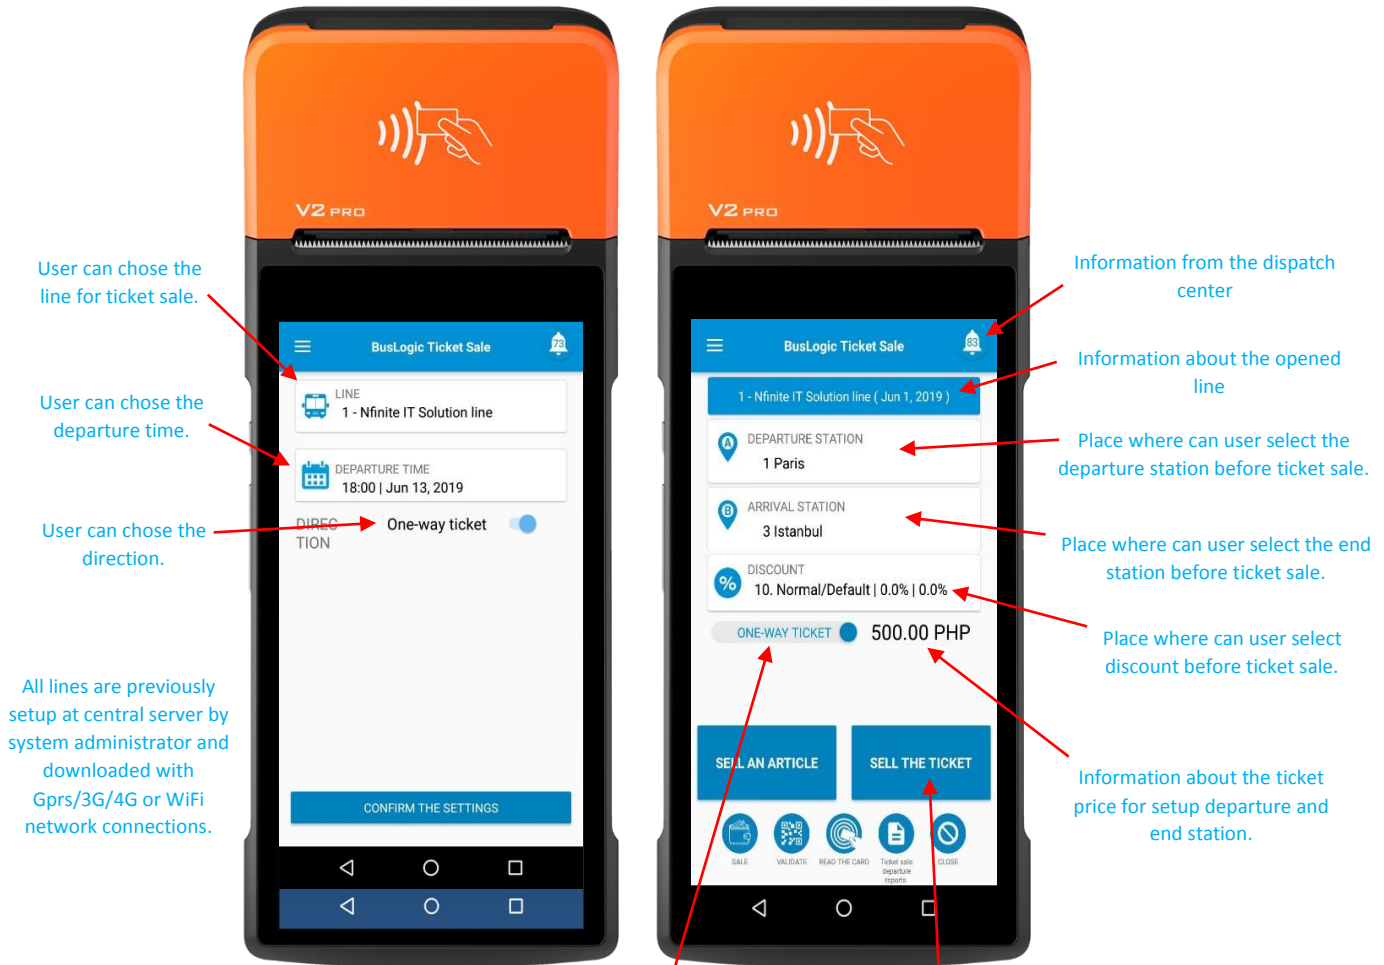 V2 PRO
User can chose the
line for ticket sale.
User can chose the
departure time.
User can chose the
direction.
All lines are previously
setup at central server by
system administrator and
downloaded with
Gprs/3G/4G or WiFi
network connections.
BusLogic Ticket Sale
73
LINE
1 - Nfinite IT Solution line
DEPARTURE TIME
18:00 | Jun 13, 2019
DIREC
TION
One-way ticket
CONFIRM THE SETTINGS
V2 PRO
BusLogic Ticket Sale
83
1 - Nfinite IT Solution line ( Jun 1, 2019 )
A
DEPARTURE STATION
1 Paris
B
ARRIVAL STATION
3 Istanbul
%
DISCOUNT
10. Normal/Default | 0.0% | 0.0%
ONE-WAY TICKET
500.00 PHP
SELL AN ARTICLE
SELL THE TICKET
SALE
VALIDATE
READ THE CARD
Ticket sale
departure
reports
CLOSE
Information from the dispatch
center
Information about the opened
line
Place where can user select the
departure station before ticket sale.
Place where can user select the end
station before ticket sale.
Place where can user select
discount before ticket sale.
Information about the ticket
price for setup departure and
end station.